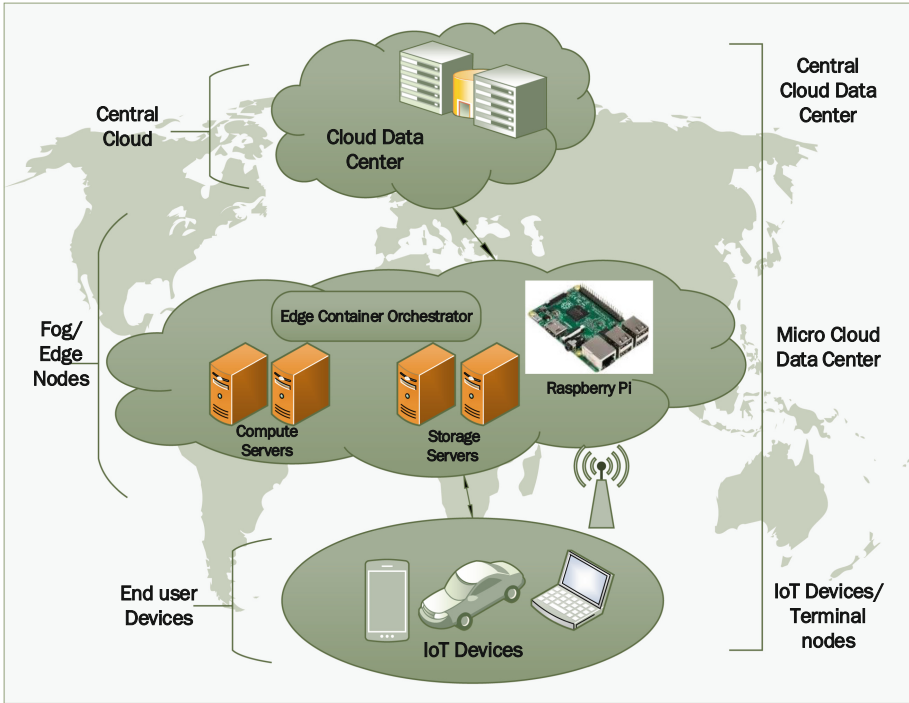 Central
Cloud
Cloud Data
Center
Central
Cloud Data
Center
Fog/
Edge
Nodes
Edge Container Orchestrator
Raspberry Pi
Compute
Servers
Storage
Servers
Micro Cloud
Data Center
End user
Devices
IoT Devices
IoT Devices/
Terminal
nodes